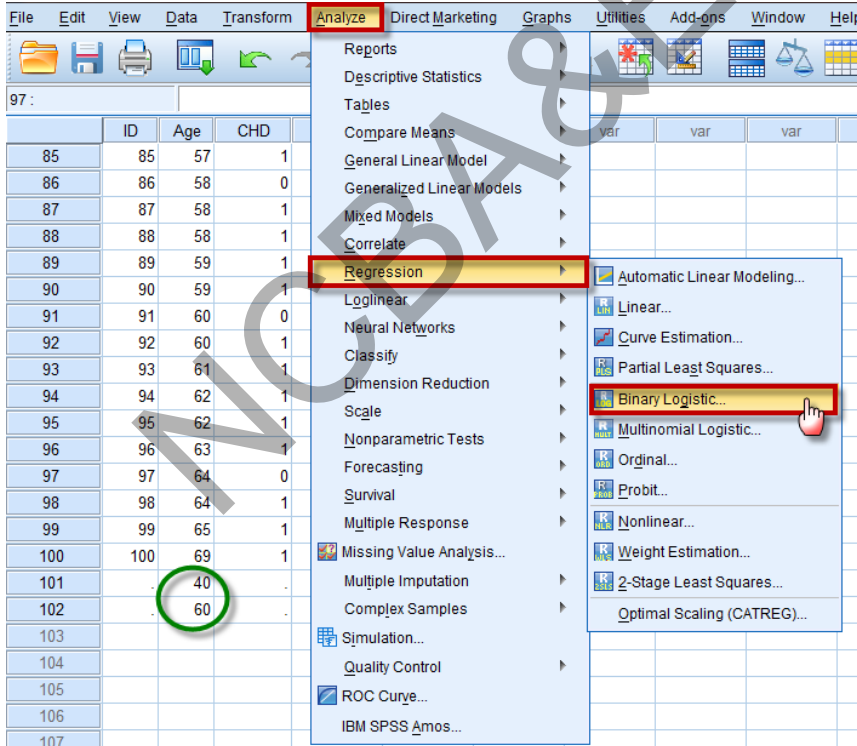 File Edit View Data Transform Analyze Direct Marketing Graphs Utilities Add-ons Window Help
97 :
ID Age CHD var var var
85 85 57 1
86 86 58 0
87 87 58 1
88 88 58 1
89 89 59 1
90 90 59 1
91 91 60 0
92 92 60 1
93 93 61 1
94 94 62 1
95 95 62 1
96 96 63 1
97 97 64 0
98 98 64 1
99 99 65 1
100 100 69 1
101 . 40 .
102 . 60 .
103
104
105
106
107
Reports
Descriptive Statistics
Tables
Compare Means
General Linear Model
Generalized Linear Models
Mixed Models
Correlate
Regression
Loglinear
Neural Networks
Classify
Dimension Reduction
Scale
Nonparametric Tests
Forecasting
Survival
Multiple Response
Missing Value Analysis...
Multiple Imputation
Complex Samples
Simulation...
Quality Control
ROC Curve...
IBM SPSS Amos...
Automatic Linear Modeling...
Linear...
Curve Estimation...
Partial Least Squares...
Binary Logistic...
Multinomial Logistic...
Ordinal...
Probit...
Nonlinear...
Weight Estimation...
2-Stage Least Squares...
Optimal Scaling (CATREG)...
NCBA&E